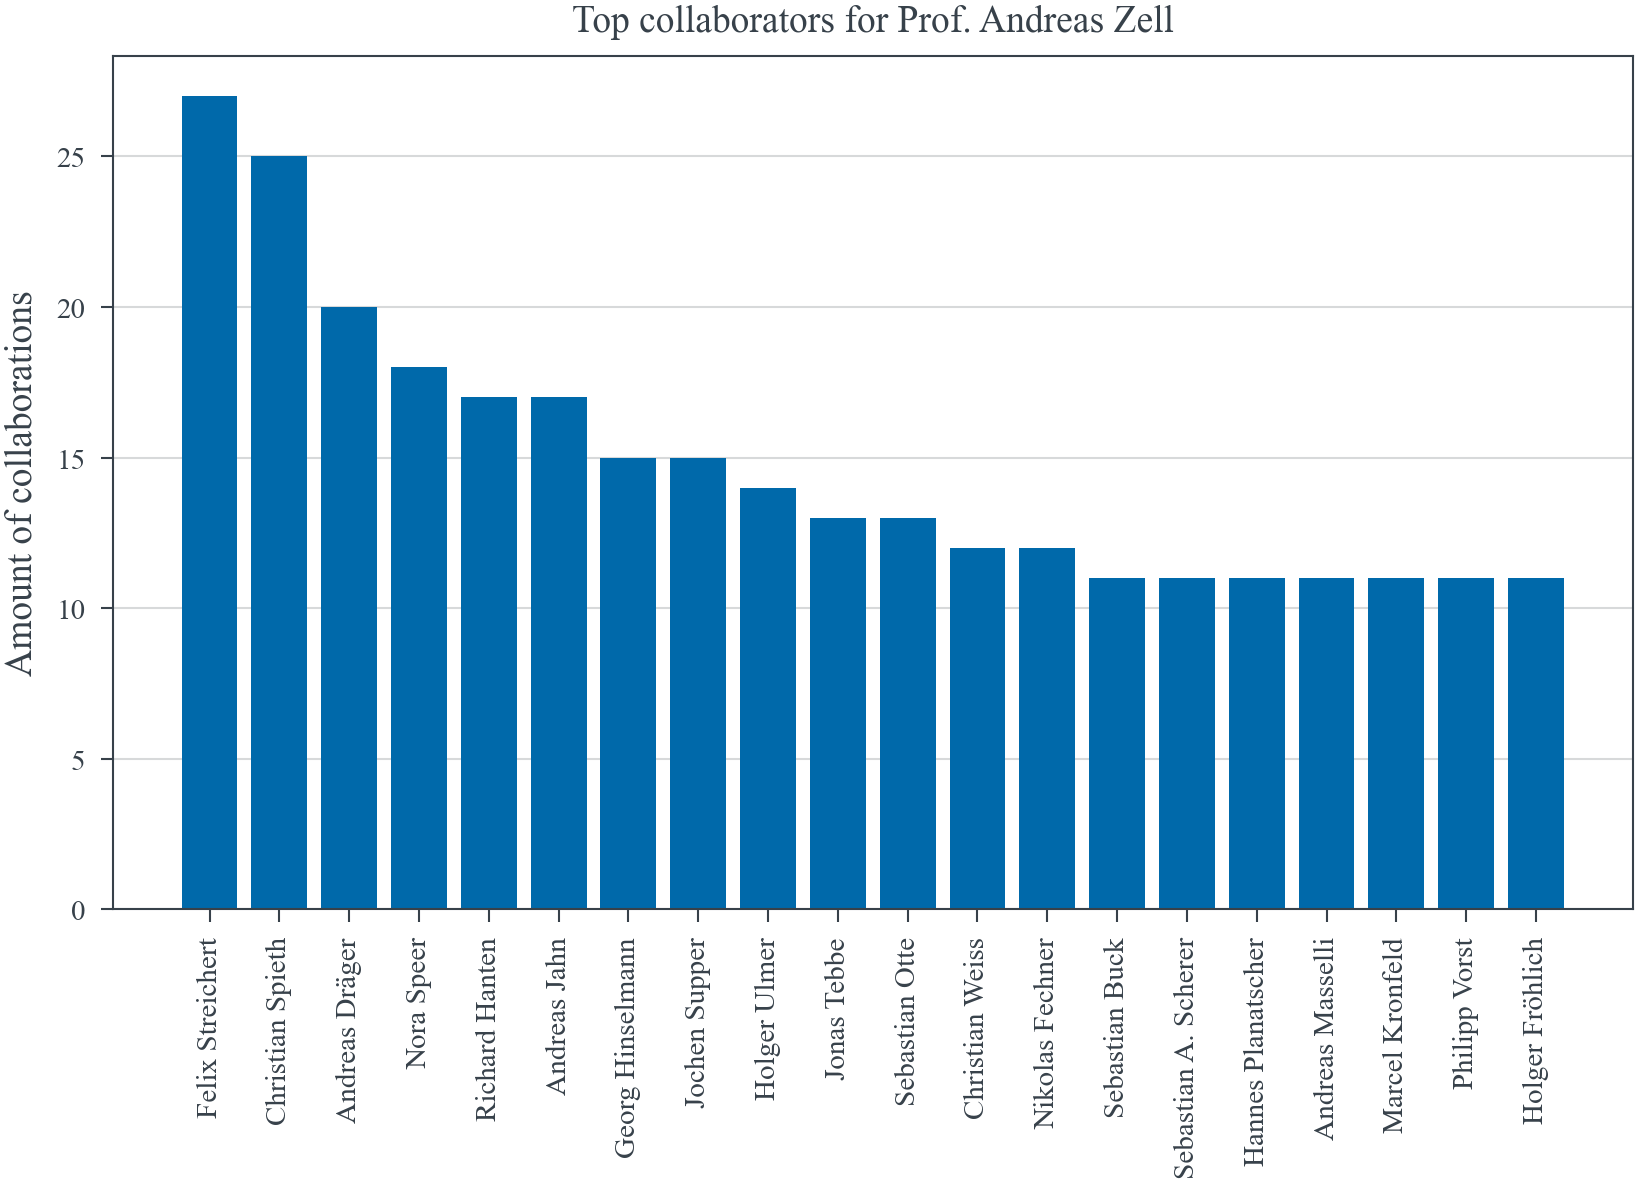 Top collaborators for Prof. Andreas Zell
Amount of collaborations
25
20
15
10
5
0
Felix Streichert
Christian Spieth
Andreas Dräger
Nora Speer
Richard Hanten
Andreas Jahn
Georg Hinselmann
Jochen Supper
Holger Ulmer
Jonas Tebbe
Sebastian Otte
Christian Weiss
Nikolas Fechner
Sebastian Buck
Sebastian A. Scherer
Hannes Planatscher
Andreas Masselli
Marcel Kronfeld
Philipp Vorst
Holger Fröhlich